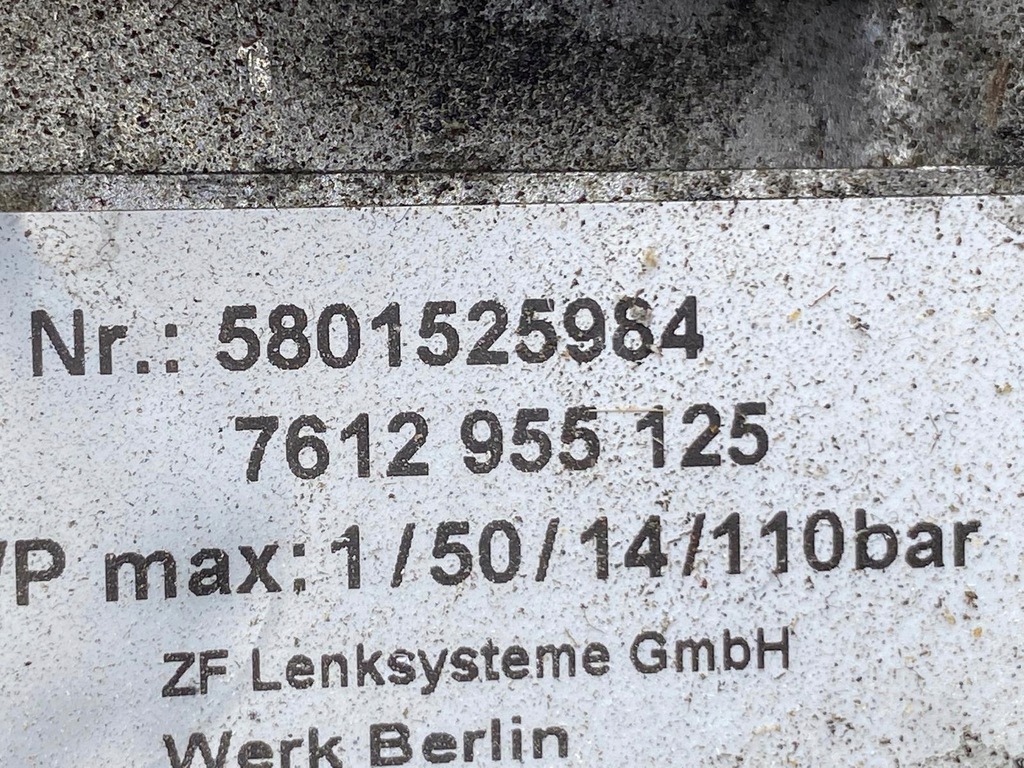 Nr.: 5801525984
7612 955 125
/P max: 1/50/14/110bar
ZF Lenksysteme GmbH
Werk Berlin